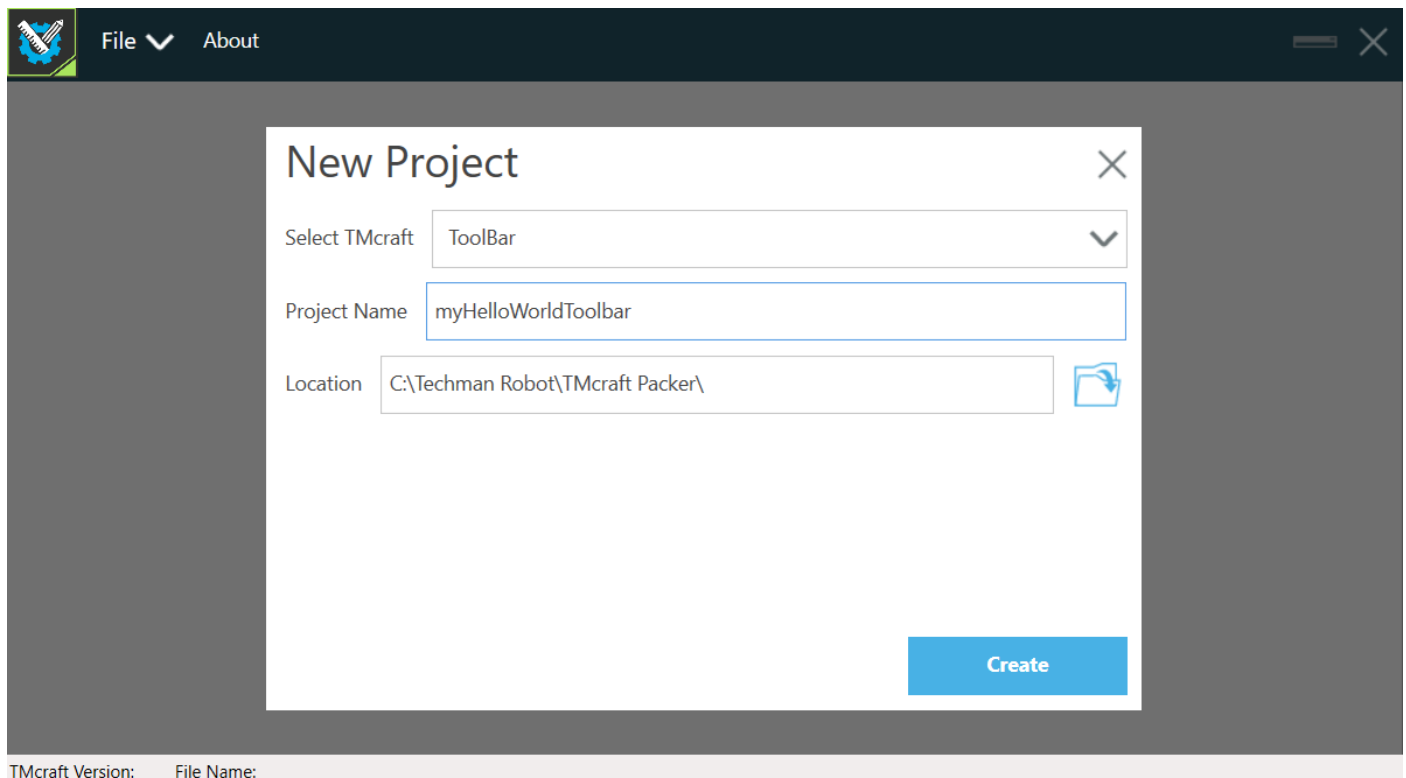 File About
New Project
Select TMcraft ToolBar
Project Name myHelloWorldToolbar
Location C:\Techman Robot\TMcraft Packer\
Create
TMcraft Version: File Name: